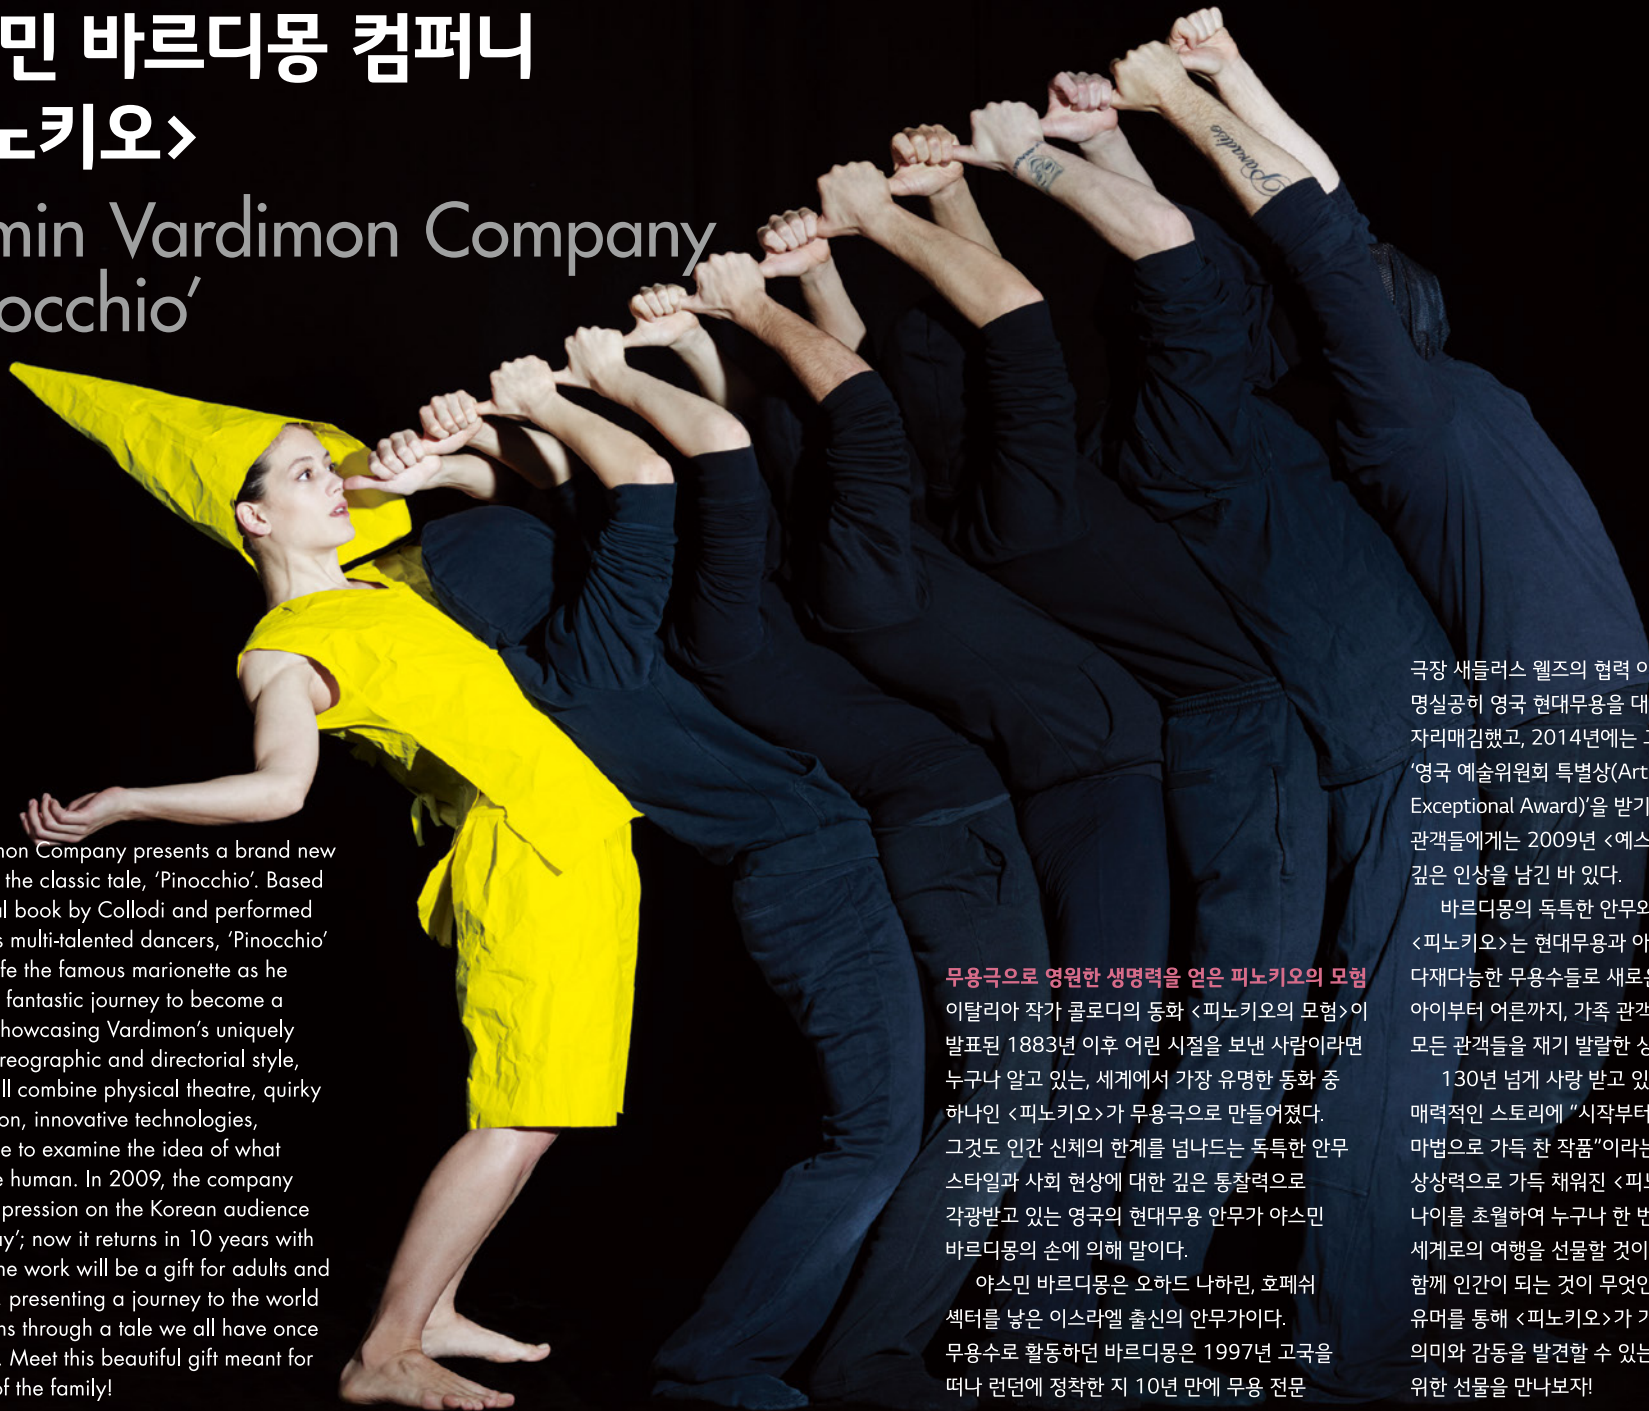 민 바르디몽 컴퍼니
노키오>
min Vardimon Company
occhio’
Paradise
non Company presents a brand new
the classic tale, ‘Pinocchio’. Based
al book by Collodi and performed
s multi-talented dancers, ‘Pinocchio’
ife the famous marionette as he
fantastic journey to become a
howcasing Vardimon’s uniquely
reographic and directorial style,
ll combine physical theatre, quirky
on, innovative technologies,
e to examine the idea of what
e human. In 2009, the company
pression on the Korean audience
ay’; now it returns in 10 years with
he work will be a gift for adults and
presenting a journey to the world
ns through a tale we all have once
. Meet this beautiful gift meant for
of the family!
무용극으로 영원한 생명력을 얻은 피노키오의 모험
이탈리아 작가 콜로디의 동화 <피노키오의 모험>이
발표된 1883년 이후 어린 시절을 보낸 사람이라면
누구나 알고 있는, 세계에서 가장 유명한 동화 중
하나인 <피노키오>가 무용극으로 만들어졌다.
그것도 인간 신체의 한계를 넘나드는 독특한 안무
스타일과 사회 현상에 대한 깊은 통찰력으로
각광받고 있는 영국의 현대무용 안무가 야스민
바르디몽의 손에 의해 말이다.
야스민 바르디몽은 오하드 나하린, 호페쉬
섹터를 낳은 이스라엘 출신의 안무가이다.
무용수로 활동하던 바르디몽은 1997년 고국을
떠나 런던에 정착한 지 10년 만에 무용 전문
극장 새들러스 웰즈의 협력 아
명실공히 영국 현대무용을 대
자리매김했고, 2014년에는
‘영국 예술위원회 특별상(Art
Exceptional Award)’을 받기
관객들에게는 2009년 <예스
깊은 인상을 남긴 바 있다.
바르디몽의 독특한 안무와
<피노키오>는 현대무용과 아
다재다능한 무용수들로 새로운
아이부터 어른까지, 가족 관객
모든 관객들을 재기 발랄한 상
130년 넘게 사랑 받고 있
매력적인 스토리에 “시작부터
마법으로 가득 찬 작품”이라는
상상력으로 가득 채워진 <피노
나이를 초월하여 누구나 한 번
세계로의 여행을 선물할 것이
함께 인간이 되는 것이 무엇인
유머를 통해 <피노키오>가 가
의미와 감동을 발견할 수 있는
위한 선물을 만나보자!